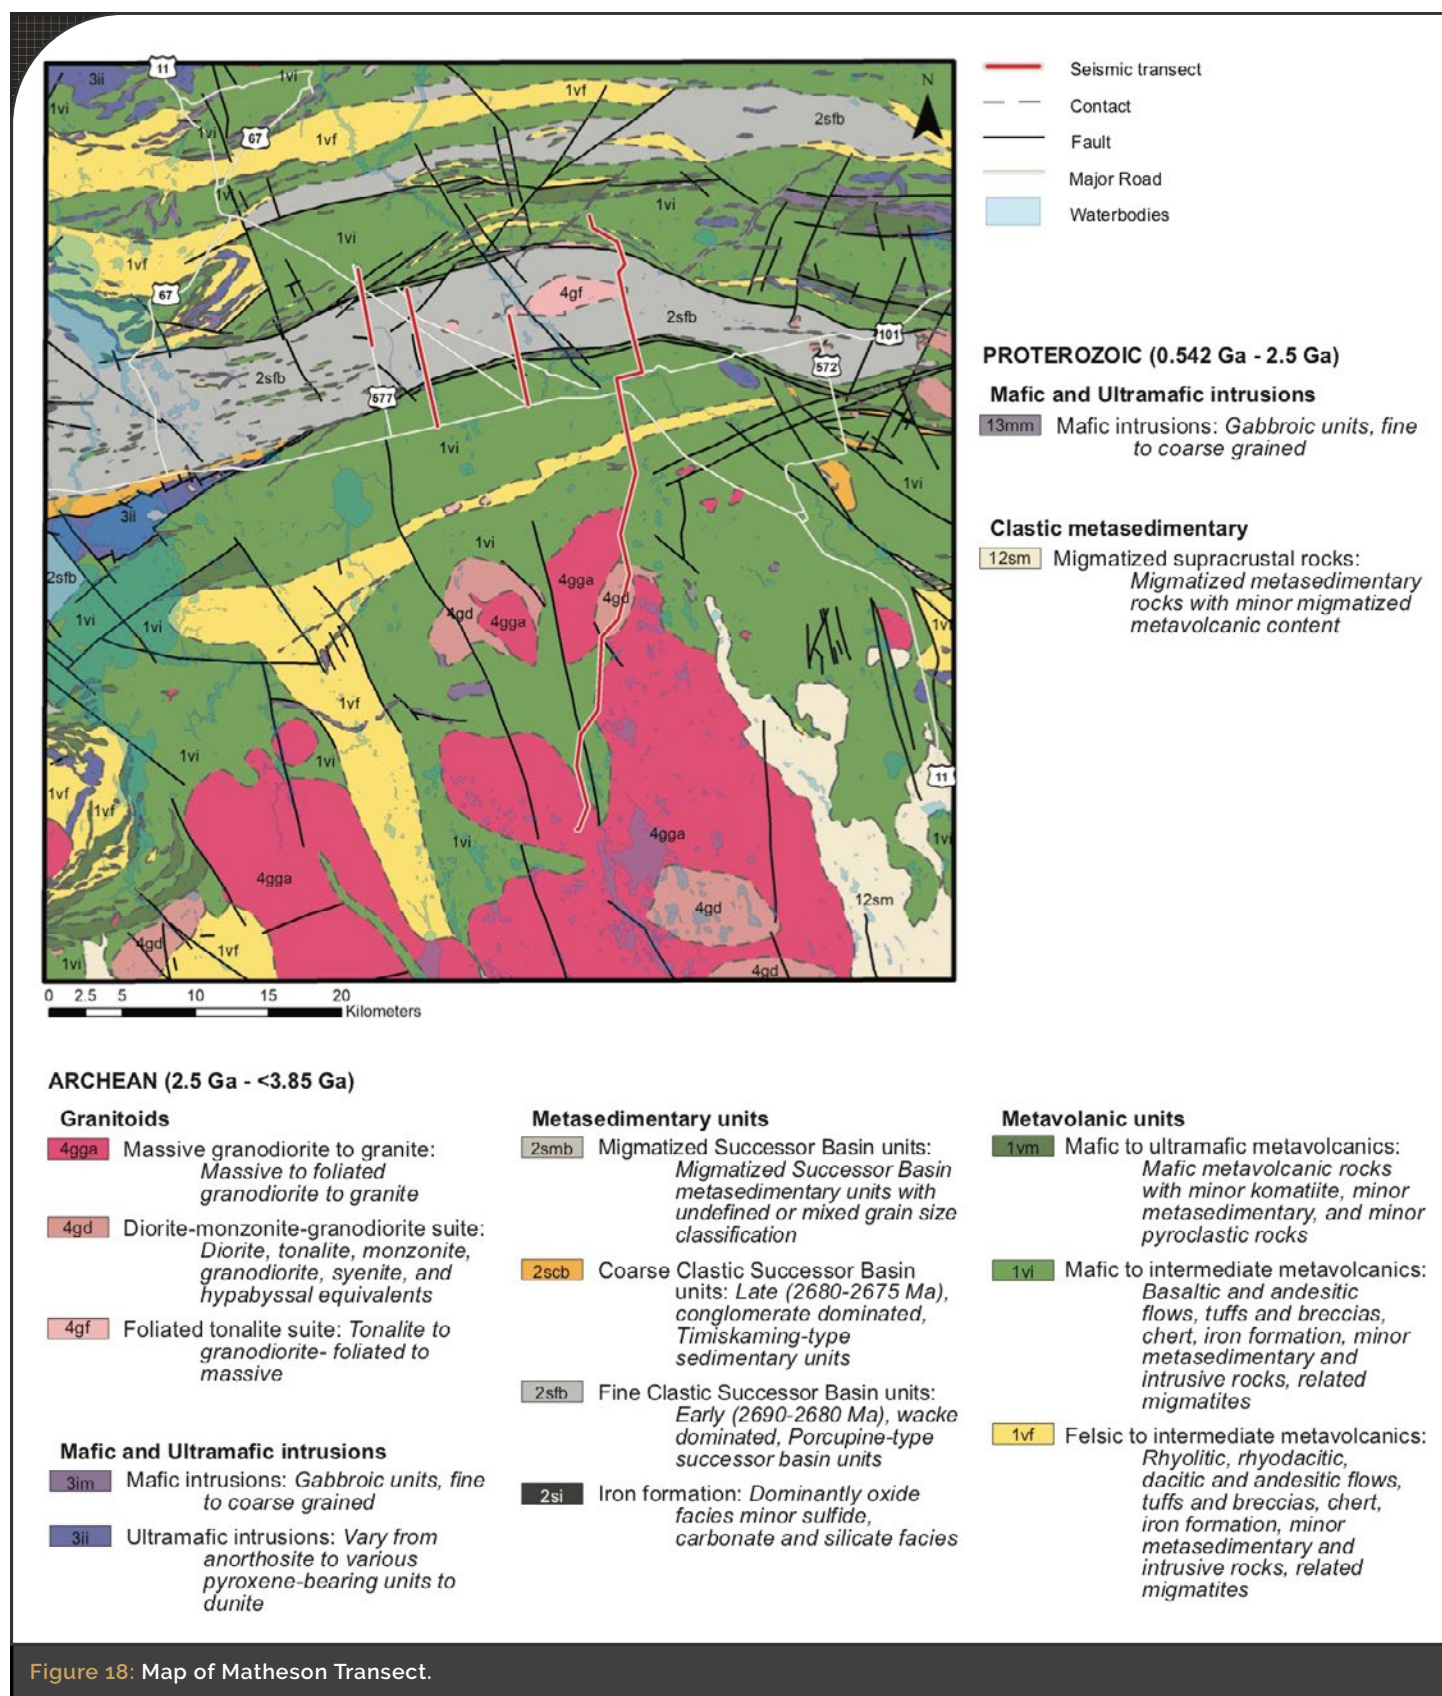 3ii
11
1vi
1vf
N
1vi
1vi
67
1vf
2sfb
1vi
1vi
1vf
67
4gf
2sfb
101
572
2sfb
577
1vi
1vi
3ii
1vi
2sfb
4gga
4gd
4gd
4gga
1vi
1vi
1vf
1vi
1vi
11
1vf
1vf
4gga
1vi
1vi
4gga
12sm
4gd
4gd
1vf
1vi
4gd
0 2.5 5 10 15 20
Kilometers
Seismic transect
Contact
Fault
Major Road
Waterbodies
PROTEROZOIC (0.542 Ga - 2.5 Ga)
Mafic and Ultramafic intrusions
13mm Mafic intrusions: Gabbroic units, fine
to coarse grained
Clastic metasedimentary
12sm Migmatized supracrustal rocks:
Migmatized metasedimentary
rocks with minor migmatized
metavolcanic content
ARCHEAN (2.5 Ga - <3.85 Ga)
Granitoids
4gga Massive granodiorite to granite:
Massive to foliated
granodiorite to granite
4gd Diorite-monzonite-granodiorite suite:
Diorite, tonalite, monzonite,
granodiorite, syenite, and
hypabyssal equivalents
4gf Foliated tonalite suite: Tonalite to
granodiorite- foliated to
massive
Mafic and Ultramafic intrusions
3im Mafic intrusions: Gabbroic units, fine
to coarse grained
3ii Ultramafic intrusions: Vary from
anorthosite to various
pyroxene-bearing units to
dunite
Metasedimentary units
2smb Migmatized Successor Basin units:
Migmatized Successor Basin
metasedimentary units with
undefined or mixed grain size
classification
2scb Coarse Clastic Successor Basin
units: Late (2680-2675 Ma),
conglomerate dominated,
Timiskaming-type
sedimentary units
2sfb Fine Clastic Successor Basin units:
Early (2690-2680 Ma), wacke
dominated, Porcupine-type
successor basin units
2si Iron formation: Dominantly oxide
facies minor sulfide,
carbonate and silicate facies
Metavolanic units
1vm Mafic to ultramafic metavolcanics:
Mafic metavolcanic rocks
with minor komatiite, minor
metasedimentary, and minor
pyroclastic rocks
1vi Mafic to intermediate metavolcanics:
Basaltic and andesitic
flows, tuffs and breccias,
chert, iron formation, minor
metasedimentary and
intrusive rocks, related
migmatites
1vf Felsic to intermediate metavolcanics:
Rhyolitic, rhyodacitic,
dacitic and andesitic flows,
tuffs and breccias, chert,
iron formation, minor
metasedimentary and
intrusive rocks, related
migmatites
Figure 18: Map of Matheson Transect.